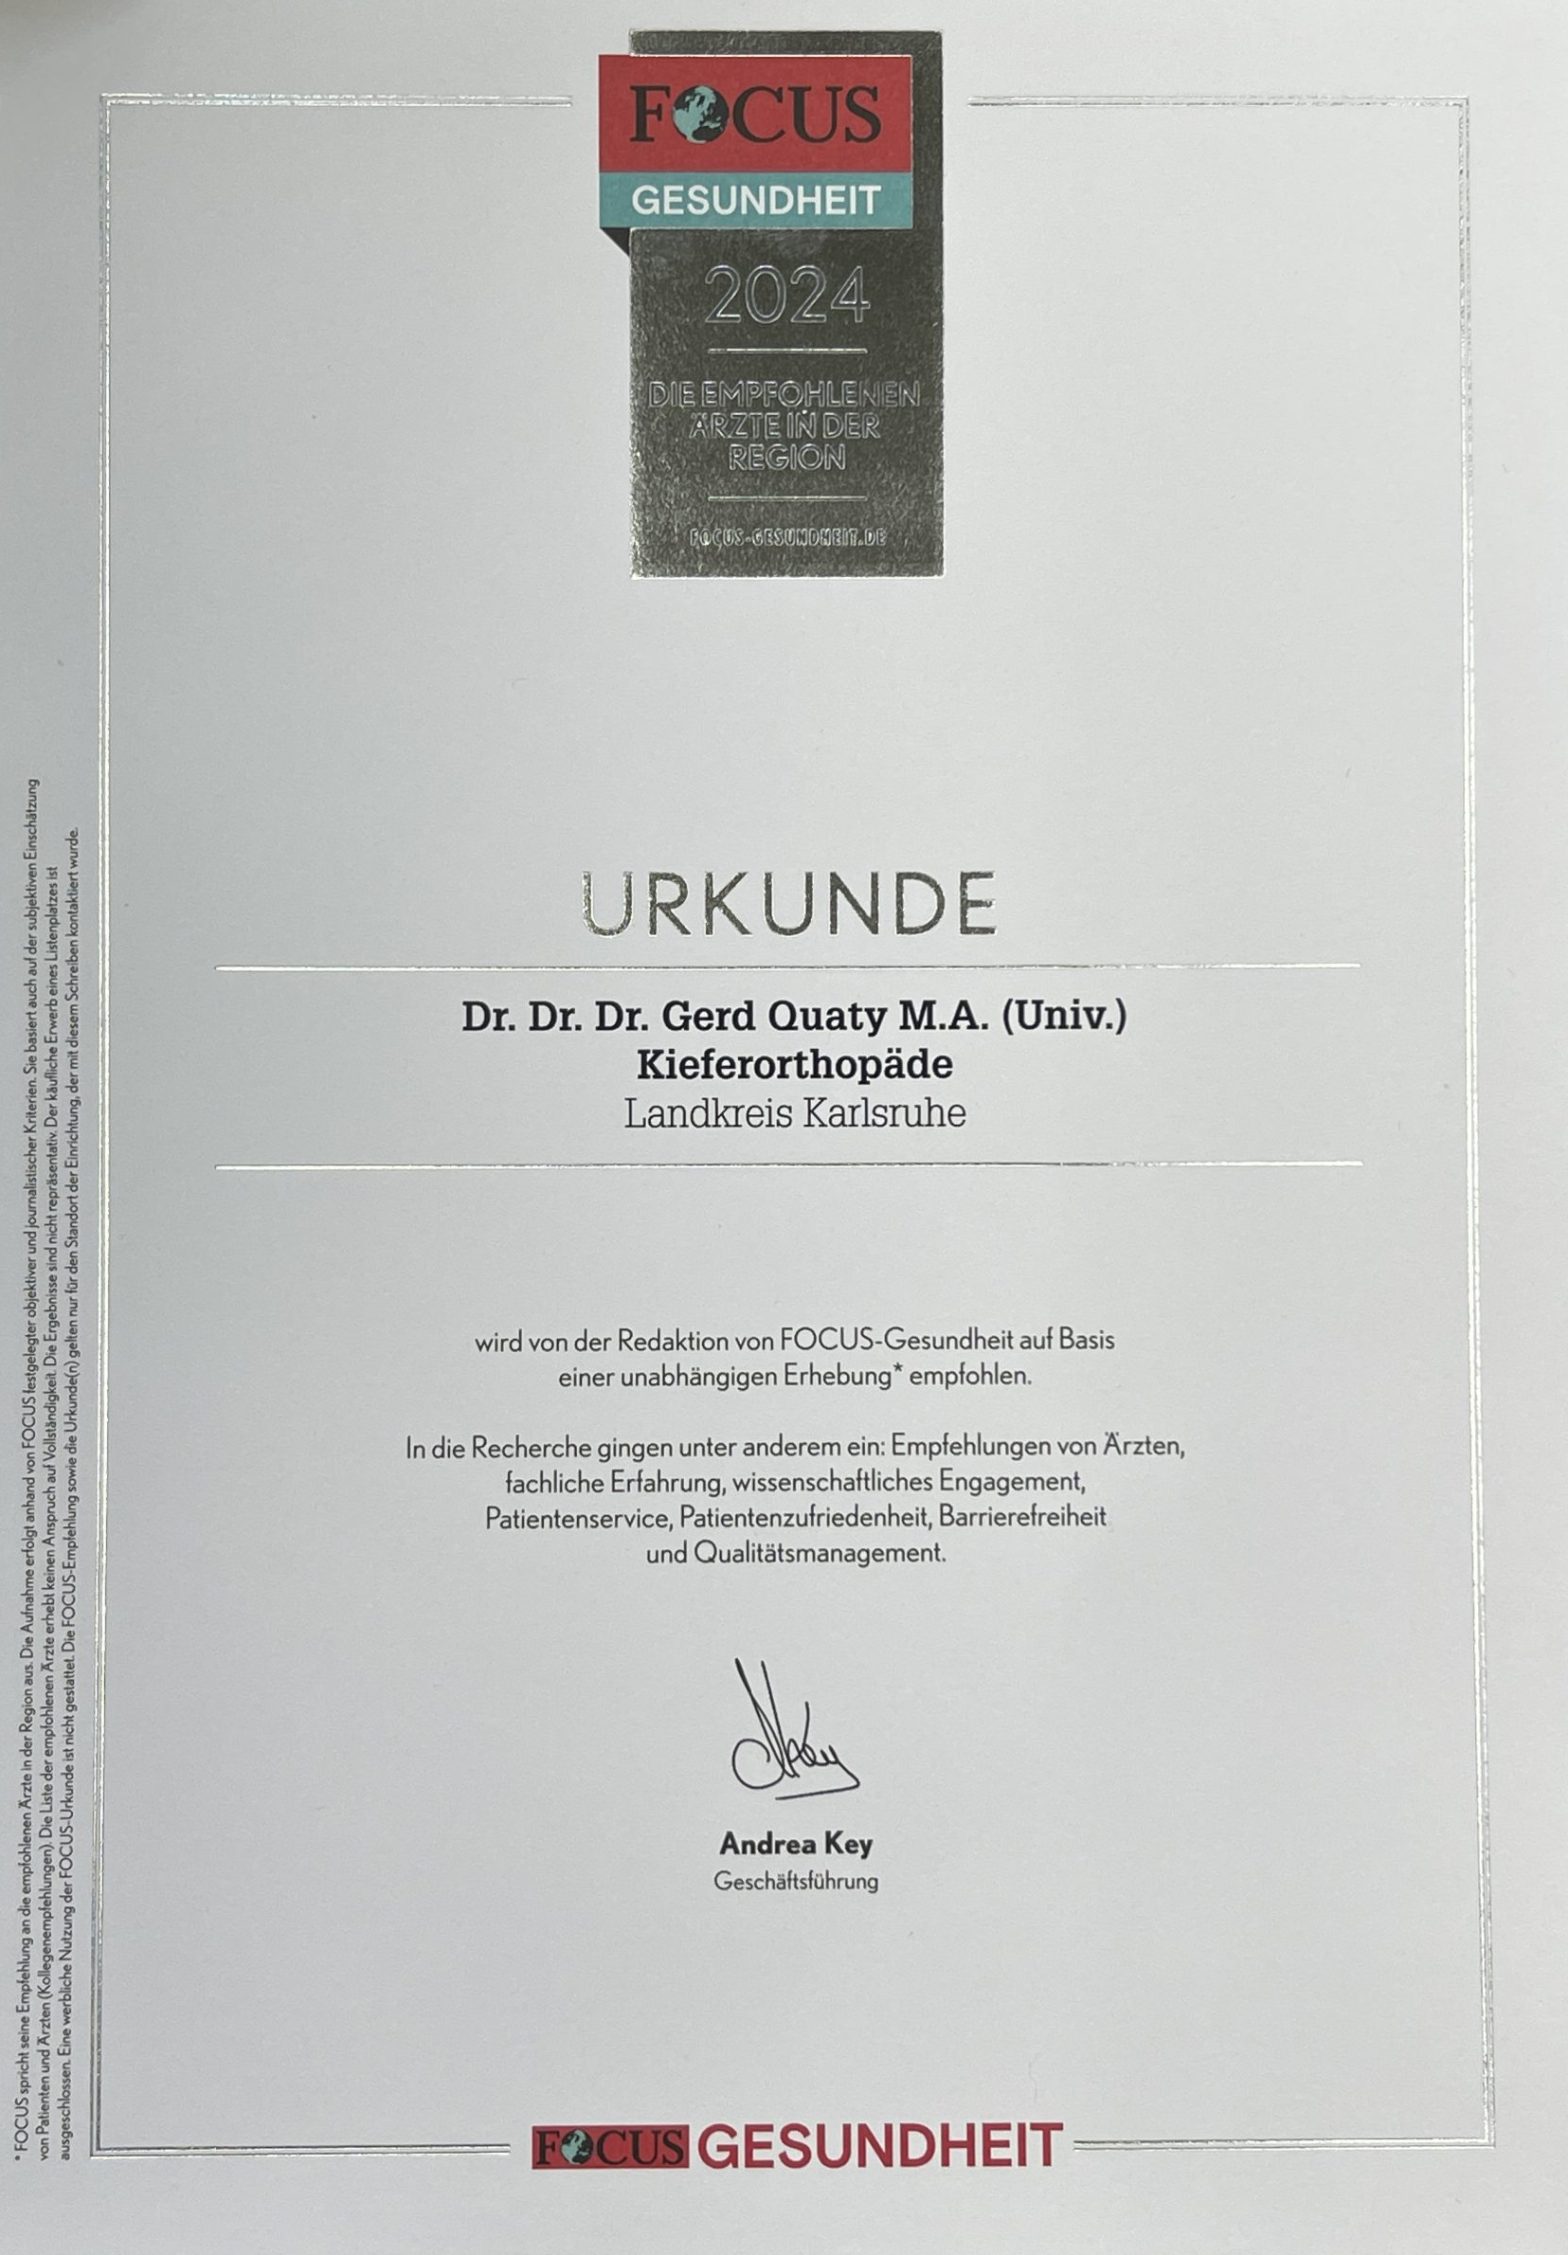 FOCUS
GESUNDHEIT
2024
DIE EMPFOHLENEN
ÄRZTE IN DER
REGION
FOCUS-GESUNDHEIT.DE
URKUNDE
Dr. Dr. Dr. Gerd Quaty M.A. (Univ.)
Kieferorthopäde
Landkreis Karlsruhe
wird von der Redaktion von FOCUS-Gesundheit auf Basis
einer unabhängigen Erhebung* empfohlen.
In die Recherche gingen unter anderem ein: Empfehlungen von Ärzten,
fachliche Erfahrung, wissenschaftliches Engagement,
Patientenservice, Patientenzufriedenheit, Barrierefreiheit
und Qualitätsmanagement.
AKey
Andrea Key
Geschäftsführung
FOCUS GESUNDHEIT
* FOCUS spricht seine Empfehlung an die empfohlenen Ärzte in der Region aus. Die Aufnahme erfolgt anhand von FOCUS festgelegter objektiver und journalistischer Kriterien. Sie basiert auch auf der subjektiven Einschätzung
von Patienten und Ärzten (Kollegenempfehlungen). Die Liste der empfohlenen Ärzte erhebt keinen Anspruch auf Vollständigkeit. Die Ergebnisse sind nicht repräsentativ. Der käufliche Erwerb eines Listenplatzes ist
ausgeschlossen. Eine werbliche Nutzung der FOCUS-Urkunde ist nicht gestattet. Die FOCUS-Empfehlung sowie die Urkunde(n) gelten nur für den Standort der Einrichtung, der mit diesem Schreiben kontaktiert wurde.